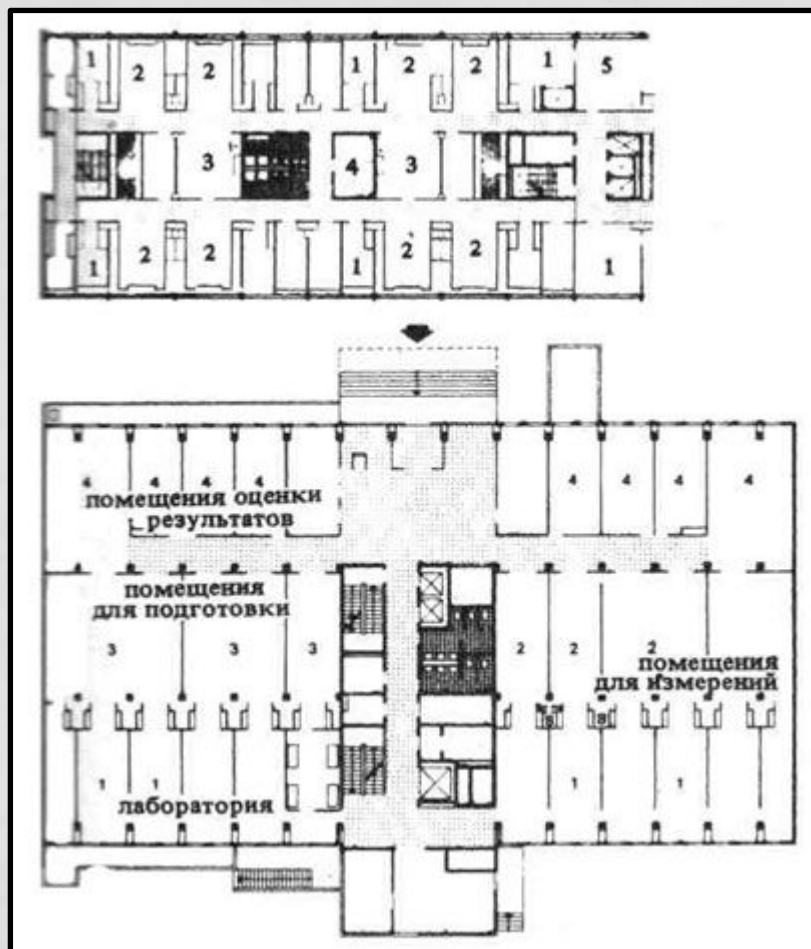 1 2 2 1 2 2 1 5
3 4 3
1 2 2 1 2 2 1
4 4 4 4 4 4 4 4
помещения оценки
результатов
помещения
для подготовки
3 3 3 2 2 2
помещения
для измерений
1 1 1 1
лаборатория